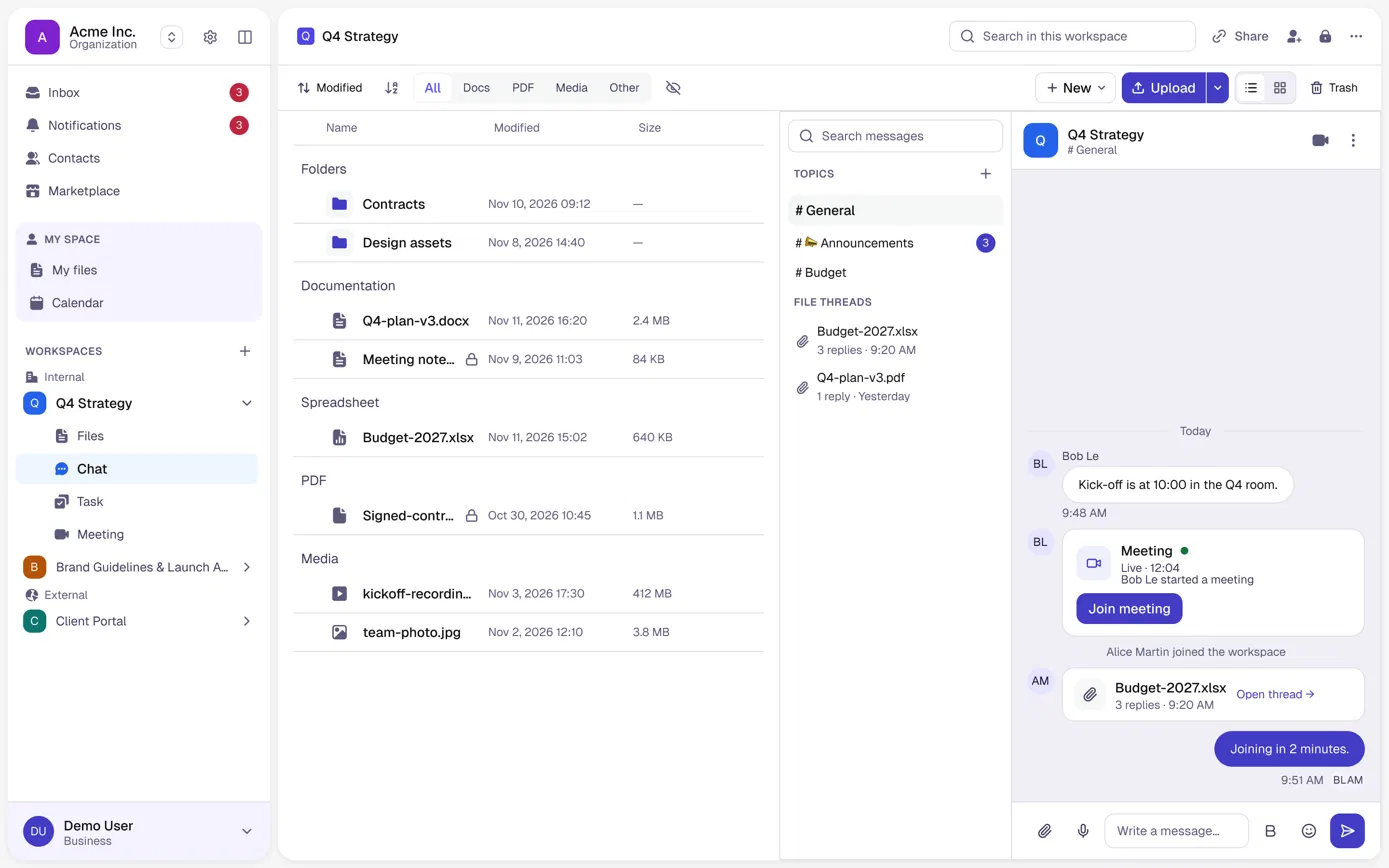 A
Acme Inc.
Organization
Inbox
3
Notifications
3
Contacts
Marketplace
MY SPACE
My files
Calendar
WORKSPACES
Internal
Q
Q4 Strategy
Files
Chat
Task
Meeting
B
Brand Guidelines & Launch A...
External
C
Client Portal
DU
Demo User
Business
Q
Q4 Strategy
Search in this workspace
Share
Modified
All
Docs
PDF
Media
Other
New
Upload
Trash
Name Modified Size
Folders
Contracts Nov 10, 2026 09:12 —
Design assets Nov 8, 2026 14:40 —
Documentation
Q4-plan-v3.docx Nov 11, 2026 16:20 2.4 MB
Meeting note... Nov 9, 2026 11:03 84 KB
Spreadsheet
Budget-2027.xlsx Nov 11, 2026 15:02 640 KB
PDF
Signed-contr... Oct 30, 2026 10:45 1.1 MB
Media
kickoff-recordin... Nov 3, 2026 17:30 412 MB
team-photo.jpg Nov 2, 2026 12:10 3.8 MB
Search messages
TOPICS
# General
# Announcements
3
# Budget
FILE THREADS
Budget-2027.xlsx
3 replies · 9:20 AM
Q4-plan-v3.pdf
1 reply · Yesterday
Q
Q4 Strategy
# General
Today
BL
Bob Le
Kick-off is at 10:00 in the Q4 room.
9:48 AM
BL
Meeting
Live · 12:04
Bob Le started a meeting
Join meeting
Alice Martin joined the workspace
AM
Budget-2027.xlsx
3 replies · 9:20 AM
Open thread →
Joining in 2 minutes.
9:51 AM BLAM
Write a message...
B